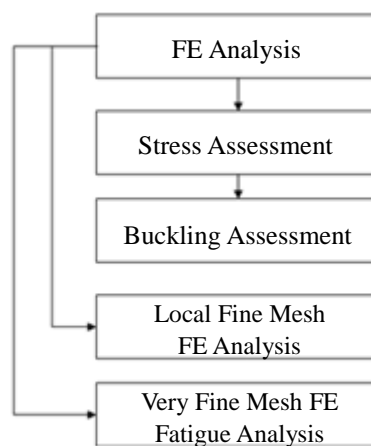 FE Analysis
Stress Assessment
Buckling Assessment
Local Fine Mesh
FE Analysis
Very Fine Mesh FE
Fatigue Analysis